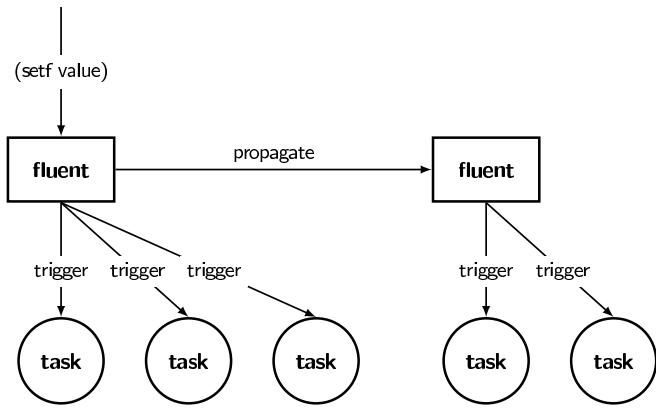 (setf value)
propagate
fluent
fluent
trigger
trigger
trigger
trigger
trigger
task
task
task
task
task